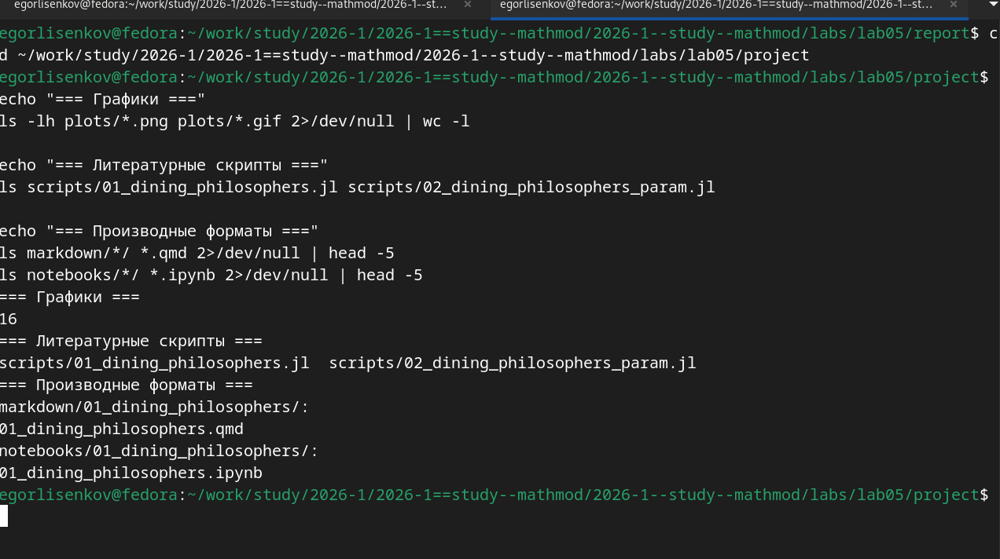 egorlisenkov@fedora:~/work/study/2026-1/2026-1==study--mathmod/2026-1--st… × egorlisenkov@fedora:~/work/study/2026-1/2026-1==study--mathmod/2026-1--st… ×
egorlisenkov@fedora:~/work/study/2026-1/2026-1==study--mathmod/2026-1--study--mathmod/labs/lab05/report$ c
d ~/work/study/2026-1/2026-1==study--mathmod/2026-1--study--mathmod/labs/lab05/project
egorlisenkov@fedora:~/work/study/2026-1/2026-1==study--mathmod/2026-1--study--mathmod/labs/lab05/project$
echo "=== Графики ==="
ls -lh plots/*.png plots/*.gif 2>/dev/null | wc -l
echo "=== Литературные скрипты ==="
ls scripts/01_dining_philosophers.jl scripts/02_dining_philosophers_param.jl
echo "=== Производные форматы ==="
ls markdown/*/ *.qmd 2>/dev/null | head -5
ls notebooks/*/ *.ipynb 2>/dev/null | head -5
=== Графики ===
16
=== Литературные скрипты ===
scripts/01_dining_philosophers.jl  scripts/02_dining_philosophers_param.jl
=== Производные форматы ===
markdown/01_dining_philosophers/:
01_dining_philosophers.qmd
notebooks/01_dining_philosophers/:
01_dining_philosophers.ipynb
egorlisenkov@fedora:~/work/study/2026-1/2026-1==study--mathmod/2026-1--study--mathmod/labs/lab05/project$